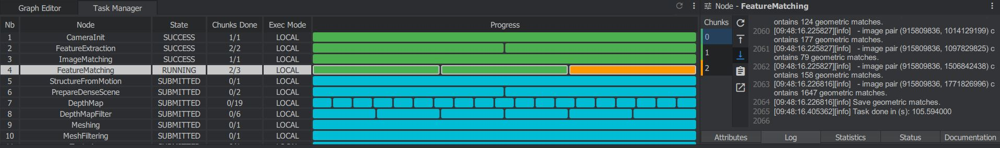 Graph Editor Task Manager
Nb Node State Chunks Done Exec Mode Progress
1 CameraInit SUCCESS 1/1 LOCAL
2 FeatureExtraction SUCCESS 2/2 LOCAL
3 ImageMatching SUCCESS 1/1 LOCAL
4 FeatureMatching RUNNING 2/3 LOCAL
5 StructureFromMotion SUBMITTED 0/1 LOCAL
6 PrepareDenseScene SUBMITTED 0/2 LOCAL
7 DepthMap SUBMITTED 0/19 LOCAL
8 DepthMapFilter SUBMITTED 0/6 LOCAL
9 Meshing SUBMITTED 0/1 LOCAL
10 MeshFiltering SUBMITTED 0/1 LOCAL
Node - FeatureMatching
Chunks
0
1
2
ontains 124 geometric matches.
2060 [09:48:16.225827][info] - image pair (915809836, 1014129199) c
ontains 177 geometric matches.
2061 [09:48:16.225827][info] - image pair (915809836, 1097829825) c
ontains 79 geometric matches.
2062 [09:48:16.225827][info] - image pair (915809836, 1506842438) c
ontains 158 geometric matches.
2063 [09:48:16.226816][info] - image pair (915809836, 1771826996) c
ontains 1647 geometric matches.
2064 [09:48:16.226816][info] Save geometric matches.
2065 [09:48:16.405362][info] Task done in (s): 105.594000
2066
Attributes Log Statistics Status Documentation